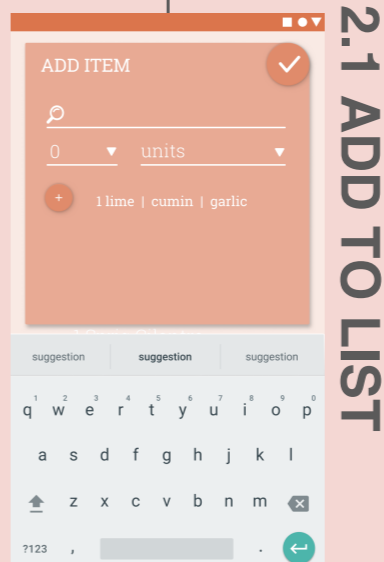 2.1 ADD TO LIST
ADD ITEM
0 units
+ 1 lime | cumin | garlic
suggestion suggestion suggestion
1 2 3 4 5 6 7 8 9 0
q w e r t y u i o p
a s d f g h j k l
z x c v b n m
?123 , .